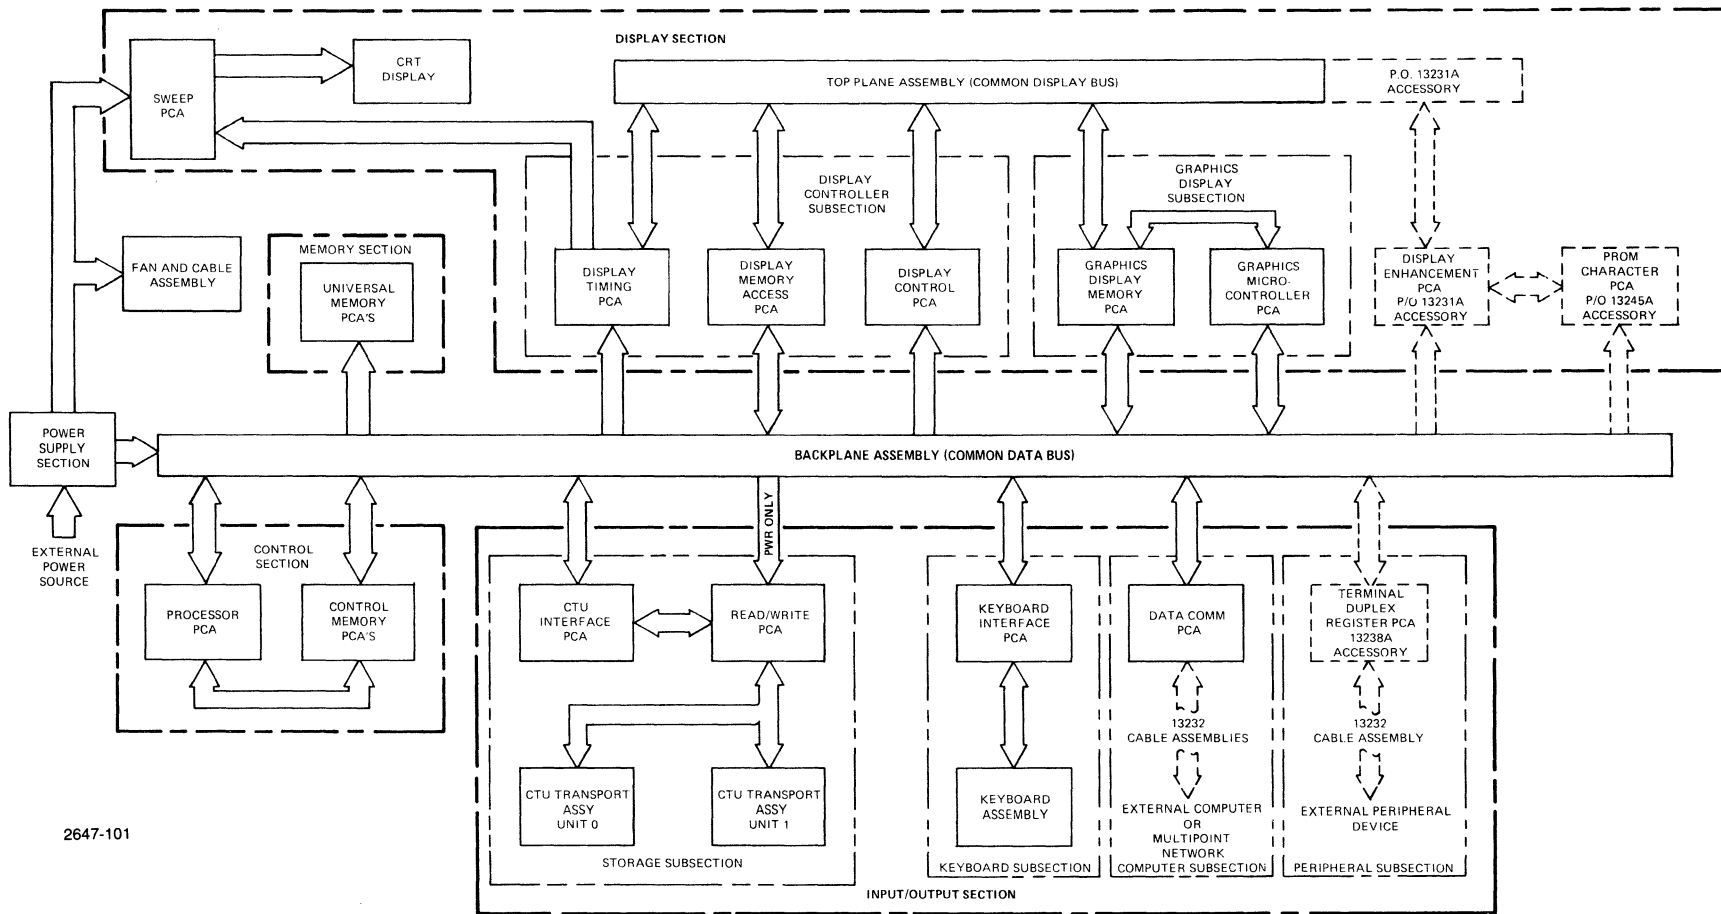 DISPLAY SECTION
CRT
DISPLAY
SWEEP
PCA
TOP PLANE ASSEMBLY (COMMON DISPLAY BUS)
P.O. 13231A
ACCESSORY
DISPLAY
CONTROLLER
SUBSECTION
GRAPHICS
DISPLAY
SUBSECTION
FAN AND CABLE
ASSEMBLY
MEMORY SECTION
UNIVERSAL
MEMORY
PCA'S
DISPLAY
TIMING
PCA
DISPLAY
MEMORY
ACCESS
PCA
DISPLAY
CONTROL
PCA
GRAPHICS
DISPLAY
MEMORY
PCA
GRAPHICS
MICRO-
CONTROLLER
PCA
DISPLAY
ENHANCEMENT
PCA
P/O 13231A
ACCESSORY
PROM
CHARACTER
PCA
P/O 13245A
ACCESSORY
POWER
SUPPLY
SECTION
BACKPLANE ASSEMBLY (COMMON DATA BUS)
EXTERNAL
POWER
SOURCE
CONTROL
SECTION
PROCESSOR
PCA
CONTROL
MEMORY
PCA'S
PWR ONLY
CTU
INTERFACE
PCA
READ/WRITE
PCA
KEYBOARD
INTERFACE
PCA
DATA COMM
PCA
TERMINAL
DUPLEX
REGISTER PCA
13238A
ACCESSORY
13232
CABLE ASSEMBLIES
13232
CABLE ASSEMBLY
CTU TRANSPORT
ASSY
UNIT 0
CTU TRANSPORT
ASSY
UNIT 1
KEYBOARD
ASSEMBLY
EXTERNAL COMPUTER
OR
MULTIPOINT
NETWORK
EXTERNAL PERIPHERAL
DEVICE
2647-101
STORAGE SUBSECTION
KEYBOARD SUBSECTION
COMPUTER SUBSECTION
PERIPHERAL SUBSECTION
INPUT/OUTPUT SECTION